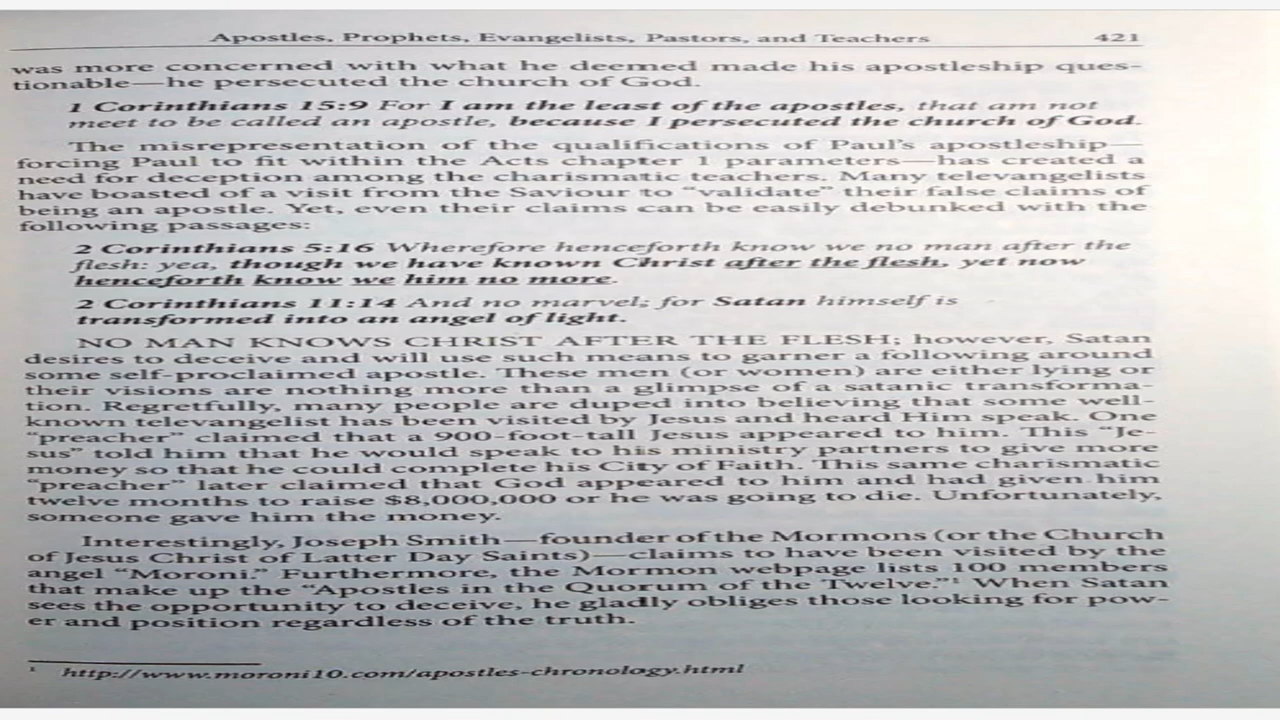 Apostles, Prophets, Evangelists, Pastors, and Teachers 421
was more concerned with what he deemed made his apostleship ques-
tionable—he persecuted the church of God.
1 Corinthians 15:9 For I am the least of the apostles, that am not
meet to be called an apostle, because I persecuted the church of God.
The misrepresentation of the qualifications of Paul's apostleship—
forcing Paul to fit within the Acts chapter 1 parameters—has created a
need for deception among the charismatic teachers. Many televangelists
have boasted of a visit from the Saviour to "validate" their false claims of
being an apostle. Yet, even their claims can be easily debunked with the
following passages:
2 Corinthians 5:16 Wherefore henceforth know we no man after the
flesh: yea, though we have known Christ after the flesh, yet now
henceforth know we him no more.
2 Corinthians 11:14 And no marvel; for Satan himself is
transformed into an angel of light.
NO MAN KNOWS CHRIST AFTER THE FLESH; however, Satan
desires to deceive and will use such means to garner a following around
some self-proclaimed apostle. These men (or women) are either lying or
their visions are nothing more than a glimpse of a satanic transforma-
tion. Regretfully, many people are duped into believing that some well-
known televangelist has been visited by Jesus and heard Him speak. One
"preacher" claimed that a 900-foot-tall Jesus appeared to him. This "Je-
sus" told him that he would speak to his ministry partners to give more
money so that he could complete his City of Faith. This same charismatic
"preacher" later claimed that God appeared to him and had given him
twelve months to raise $8,000,000 or he was going to die. Unfortunately,
someone gave him the money.
Interestingly, Joseph Smith—founder of the Mormons (or the Church
of Jesus Christ of Latter Day Saints)—claims to have been visited by the
angel "Moroni." Furthermore, the Mormon webpage lists 100 members
that make up the "Apostles in the Quorum of the Twelve."¹ When Satan
sees the opportunity to deceive, he gladly obliges those looking for pow-
er and position regardless of the truth.
¹ http://www.moroni10.com/apostles-chronology.html